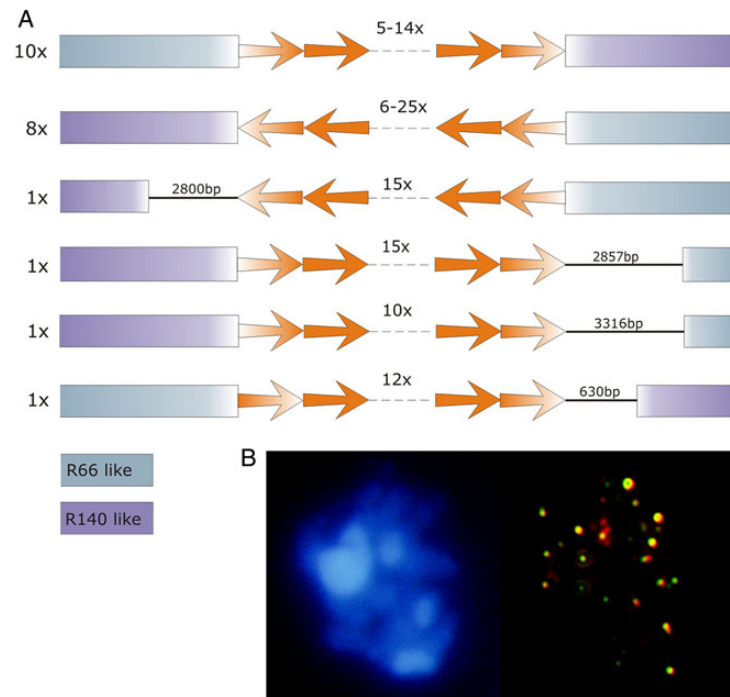 A
5-14x
10x
6-25x
8x
2800bp
15x
1x
15x
2857bp
1x
10x
3316bp
1x
12x
630bp
1x
R66 like
R140 like
B